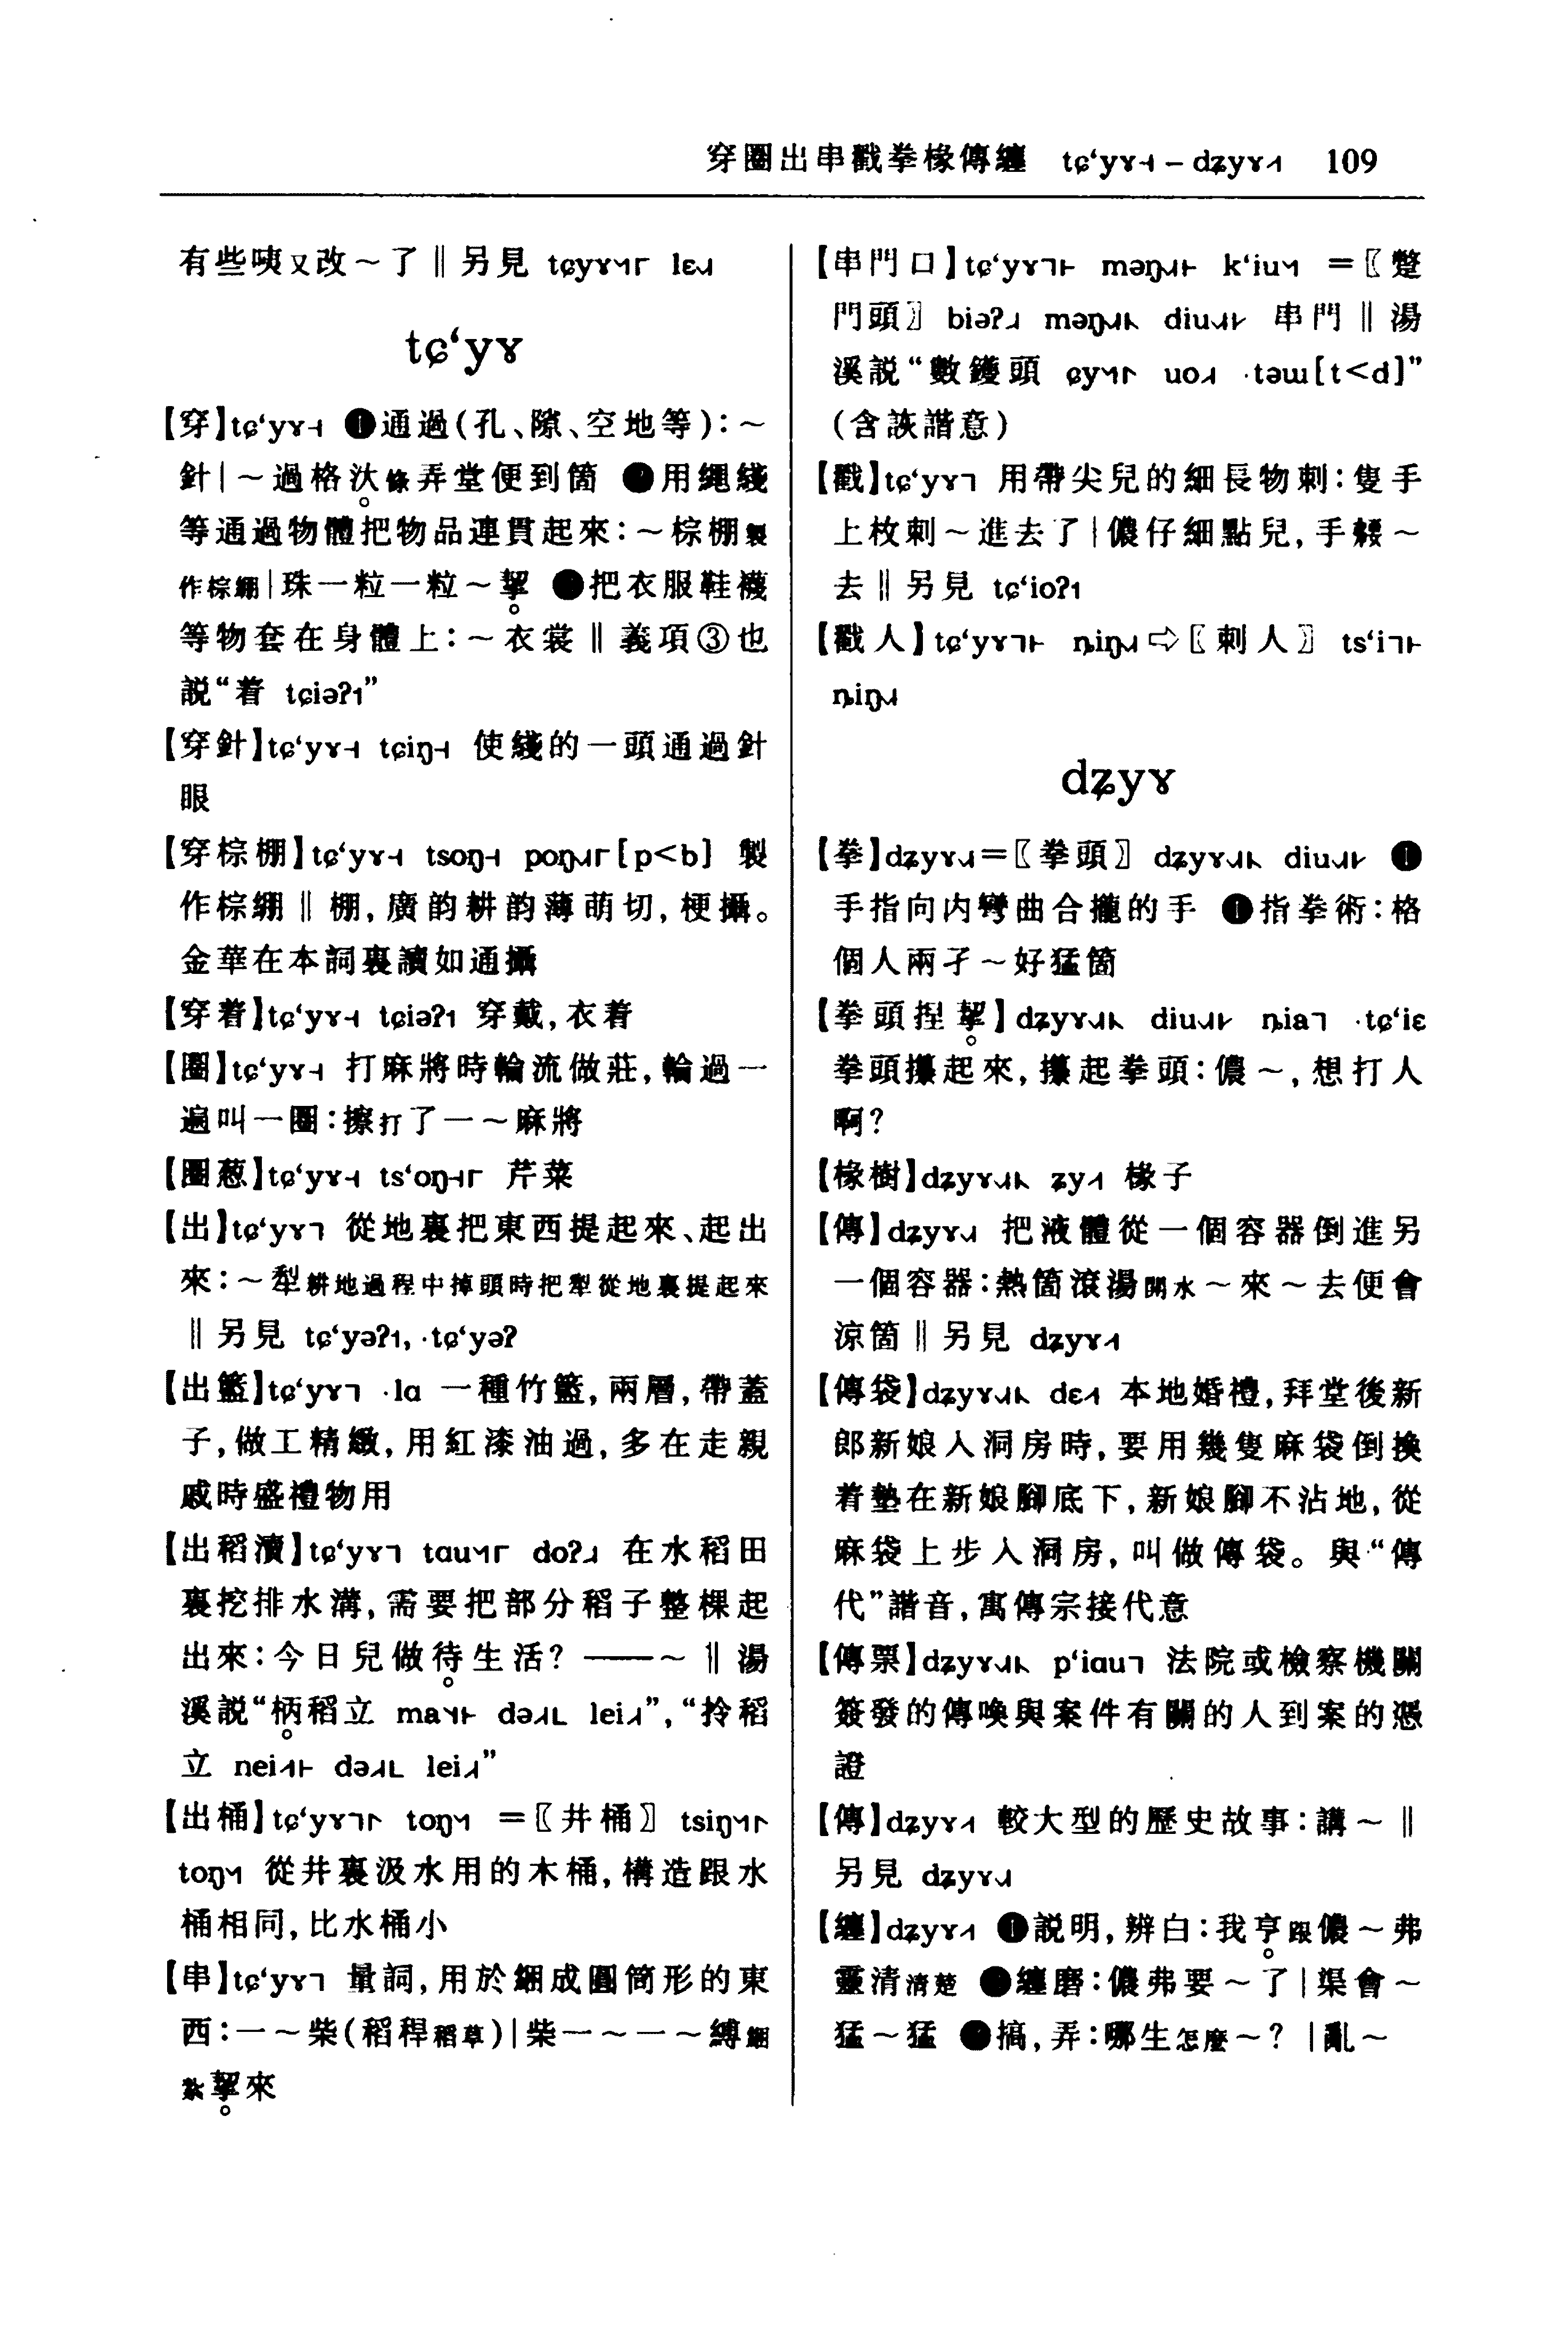 穿圈出串戳拳椽傳纏 tɕ‘yɤ˧ – dʑyɤ 109
有些咦又改～了‖另見 tɕyɤ lɛ
tɕ‘yɤ
【穿】tɕ‘yɤ˧ ❶通過(孔、隙、空地等)：～
針|～過格汏條弄堂便到箇 ❷用繩綫
等通過物體把物品連貫起來：～棕棚製
作棕繃|珠一粒一粒～挈 ❸把衣服鞋襪
等物套在身體上：～衣裳‖義項③也
説“着 tɕiəʔ”
【穿針】tɕ‘yɤ˧ tɕiŋ˧ 使綫的一頭通過針
眼
【穿棕棚】tɕ‘yɤ˧ tsoŋ˧ poŋ[p<b] 製
作棕綳‖棚，廣韵耕韵薄萌切，梗攝。
金華在本詞裏讀如通攝
【穿着】tɕ‘yɤ˧ tɕiəʔ 穿戴，衣着
【圈】tɕ‘yɤ˧ 打麻將時輪流做莊，輪過一
遍叫一圈：擦打了一～麻將
【圈葱】tɕ‘yɤ˧ ts‘oŋ 芹菜
【出】tɕ‘yɤ˥ 從地裏把東西提起來、起出
來：～犁耕地過程中掉頭時把犁從地裏提起來
‖另見 tɕ‘yəʔ，·tɕ‘yəʔ
【出籃】tɕ‘yɤ˥ ·lɑ 一種竹籃，兩層，帶蓋
子，做工精緻，用紅漆油過，多在走親
戚時盛禮物用
【出稻瀆】tɕ‘yɤ˥ tɑu doʔ 在水稻田
裏挖排水溝，需要把部分稻子整棵起
出來：今日兒做待生活？——～‖湯
溪説“柄稻立 ma də lei”，“拎稻
立 nei də lei”
【出桶】tɕ‘yɤ toŋ ＝〖井桶〗 tsiŋ
toŋ 從井裏汲水用的木桶，構造跟水
桶相同，比水桶小
【串】tɕ‘yɤ˥ 量詞，用於綑成圓筒形的東
西：一～柴(稻稈稻草)|柴一～一～縛綑
紮挈來
【串門口】tɕ‘yɤ məŋ k‘iu ＝〖蹩
門頭〗 biəʔ məŋ diu 串門‖湯
溪説“數鑊頭 ɕy uo ·təɯ[t<d]”
(含詼諧意)
【戳】tɕ‘yɤ˥ 用帶尖兒的細長物刺：隻手
上枚刺～進去了|儂仔細點兒，手～
去‖另見 tɕ‘ioʔ
【戳人】tɕ‘yɤ ȵiŋ ⇨〖刺人〗 ts‘i
ȵiŋ
dʑyɤ
【拳】dʑyɤ＝〖拳頭〗 dʑyɤ diu ❶
手指向内彎曲合攏的手 ❶指拳術：格
個人兩孑～好猛箇
【拳頭捏挈】dʑyɤ diu ȵia˥ ·tɕ‘iɛ
拳頭攥起來，攥起拳頭：儂～，想打人
啊？
【椽樹】dʑyɤ ʑy 椽子
【傳】dʑyɤ 把液體從一個容器倒進另
一個容器：熱箇滾湯開水～來～去便會
涼箇‖另見 dʑyɤ
【傳袋】dʑyɤ dɛ 本地婚禮，拜堂後新
郎新娘入洞房時，要用幾隻麻袋倒換
着墊在新娘腳底下，新娘腳不沾地，從
麻袋上步入洞房，叫做傳袋。與“傳
代”諧音，寓傳宗接代意
【傳票】dʑyɤ p‘iɑu˥ 法院或檢察機關
簽發的傳喚與案件有關的人到案的憑
證
【傳】dʑyɤ 較大型的歷史故事：講～‖
另見 dʑyɤ
【纏】dʑyɤ ❶説明，辨白：我亨跟儂～弗
靈清清楚 ❷纏磨：儂弗要～了|渠會～
猛～猛 ❸搞，弄：哪生怎麽～？|亂～